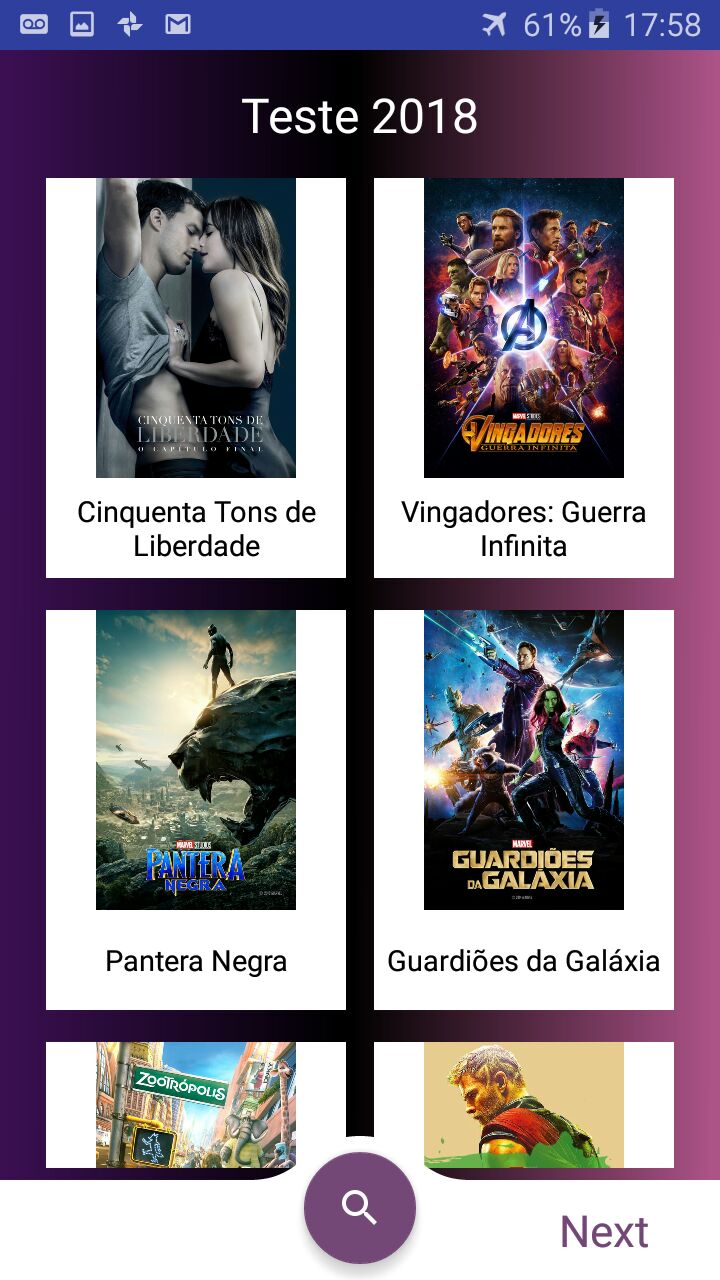 61% 17:58
Teste 2018
CINQUENTA TONS DE
LIBERDADE
O CAPÍTULO FINAL
MARVEL STUDIOS
VINGADORES
GUERRA INFINITA
Cinquenta Tons de
Liberdade
Vingadores: Guerra
Infinita
MARVEL STUDIOS
PANTERA
NEGRA
MARVEL
GUARDIÕES
DA GALÁXIA
Pantera Negra
Guardiões da Galáxia
ZOOTRÓPOLIS
Next